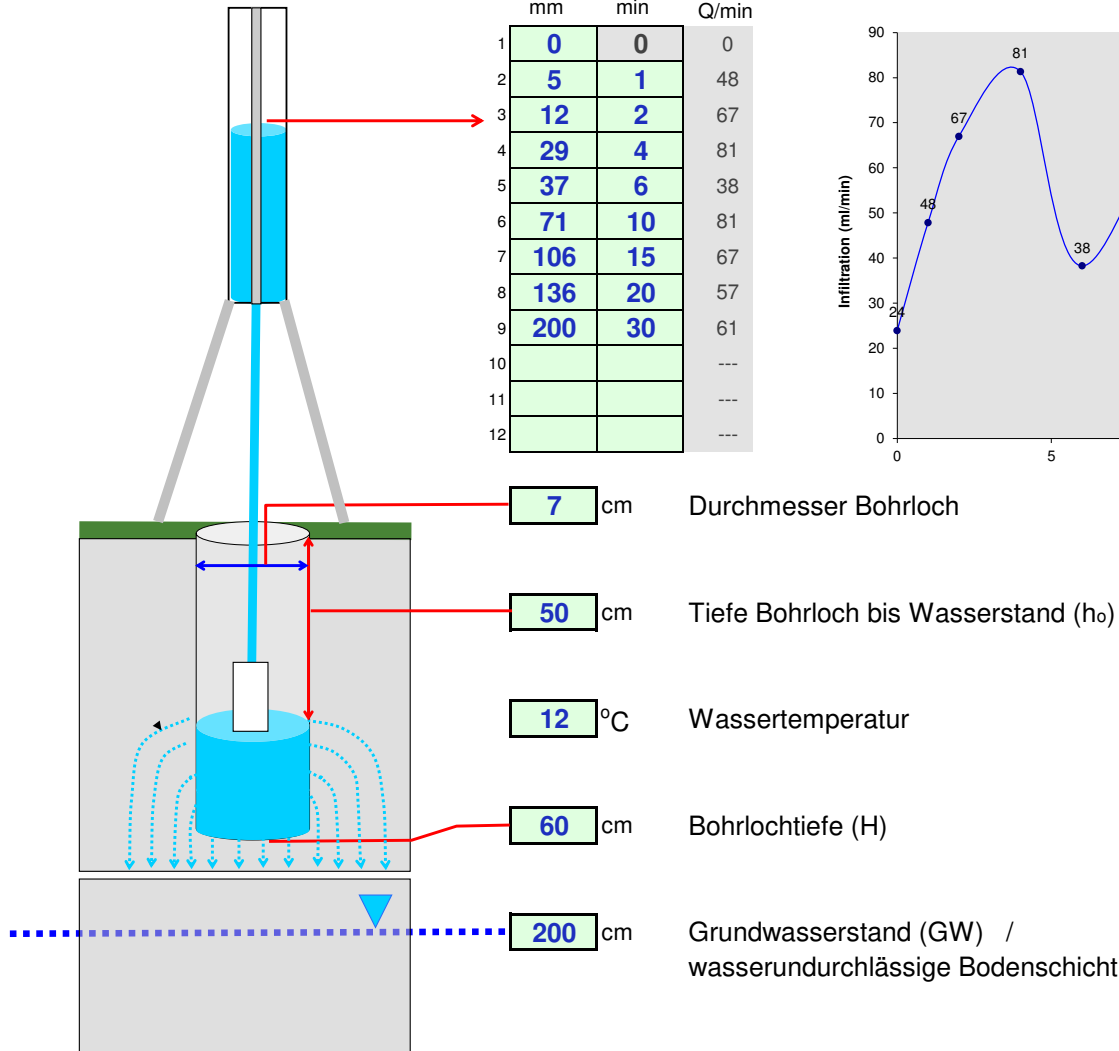 mm min Q/min
1 0 0 0
2 5 1 48
3 12 2 67
4 29 4 81
5 37 6 38
6 71 10 81
7 106 15 67
8 136 20 57
9 200 30 61
10 ---
11 ---
12 ---
Infiltration (ml/min)
90
80
70
60
50
40
30
20
10
0
0 5
24
48
67
81
38
7 cm Durchmesser Bohrloch
50 cm Tiefe Bohrloch bis Wasserstand (ho)
12 °C Wassertemperatur
60 cm Bohrlochtiefe (H)
200 cm Grundwasserstand (GW) /
wasserundurchlässige Bodenschicht